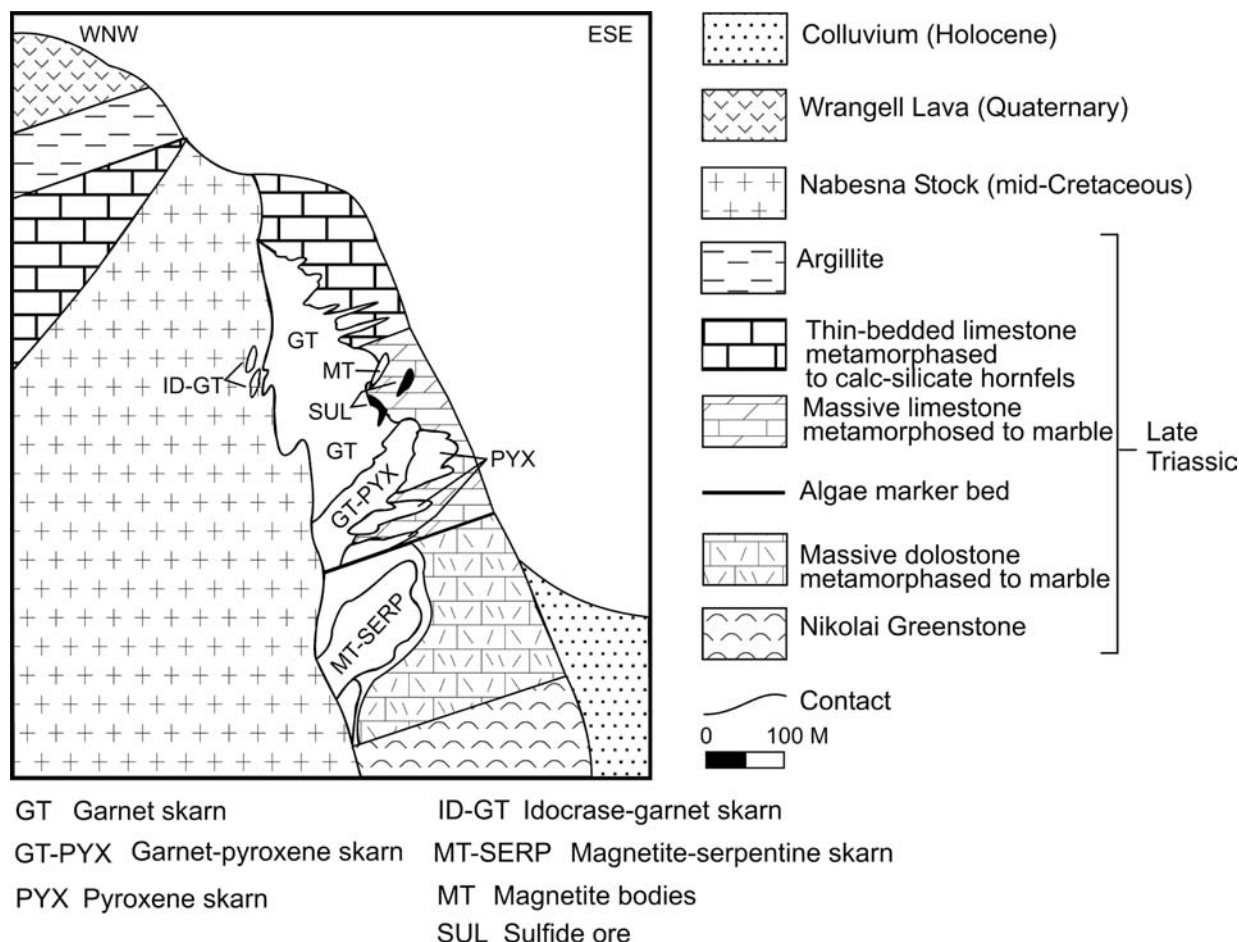 WNW
ESE
GT
MT
ID-GT
SUL
GT
PYX
GT-PYX
MT-SERP
Colluvium (Holocene)
Wrangell Lava (Quaternary)
Nabesna Stock (mid-Cretaceous)
Argillite
Thin-bedded limestone
metamorphased
to calc-silicate hornfels
Massive limestone
metamorphosed to marble
Late
Triassic
Algae marker bed
Massive dolostone
metamorphased to marble
Nikolai Greenstone
Contact
0 100 M
GT Garnet skarn
ID-GT Idocrase-garnet skarn
GT-PYX Garnet-pyroxene skarn
MT-SERP Magnetite-serpentine skarn
PYX Pyroxene skarn
MT Magnetite bodies
SUL Sulfide ore